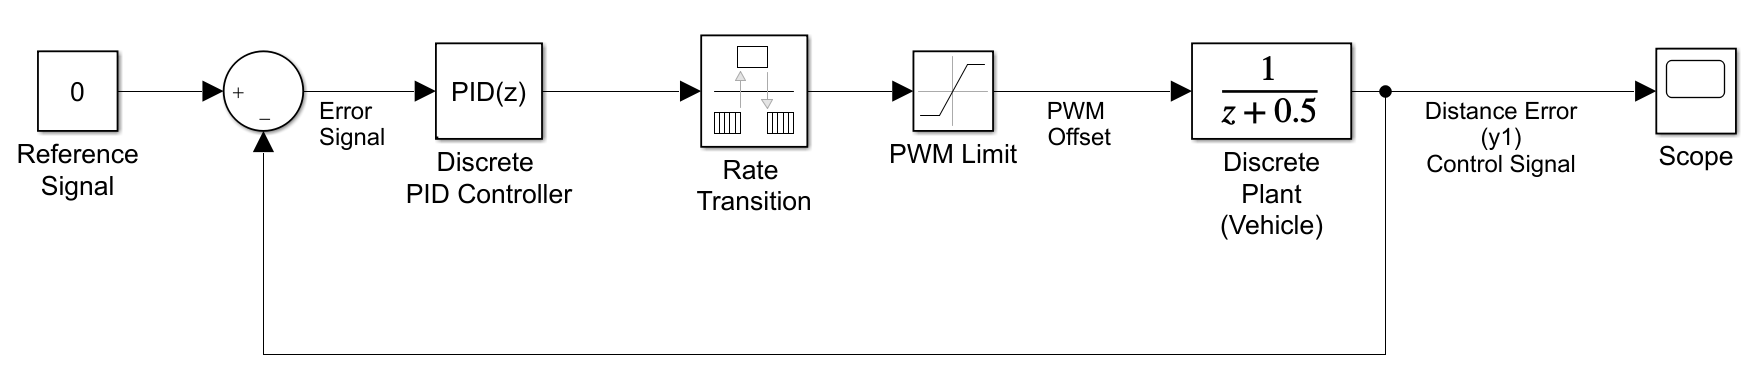 0
Reference
Signal
+
−
Error
Signal
PID(z)
Discrete
PID Controller
Rate
Transition
PWM Limit
PWM
Offset
1
z + 0.5
Discrete
Plant
(Vehicle)
Distance Error
(y1)
Control Signal
Scope